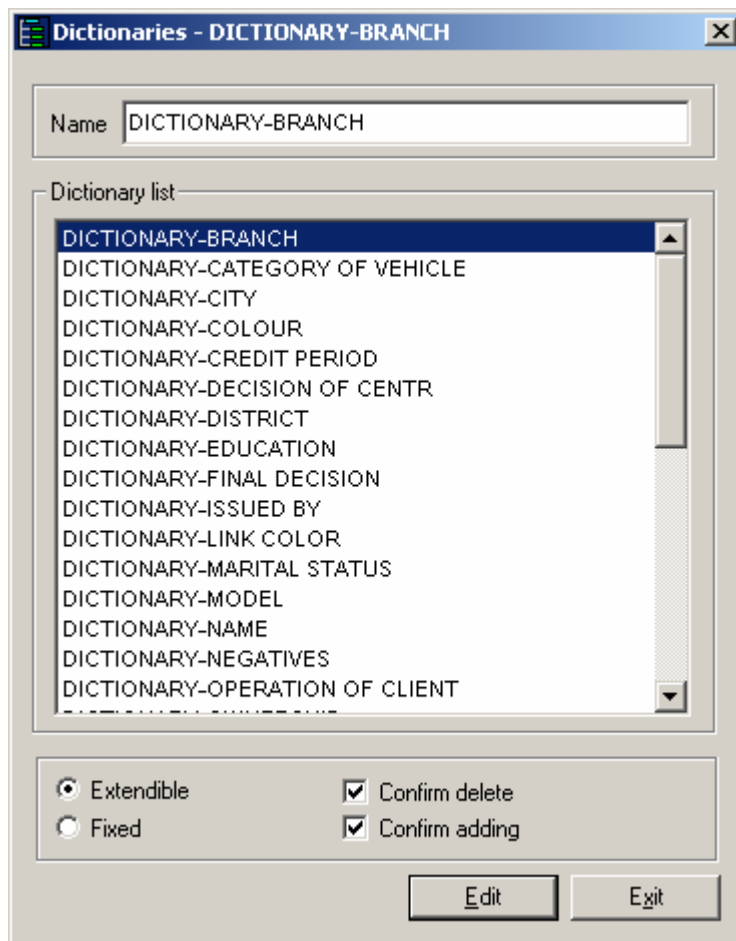 Dictionaries - DICTIONARY-BRANCH
Name DICTIONARY-BRANCH
Dictionary list
DICTIONARY-BRANCH
DICTIONARY-CATEGORY OF VEHICLE
DICTIONARY-CITY
DICTIONARY-COLOUR
DICTIONARY-CREDIT PERIOD
DICTIONARY-DECISION OF CENTR
DICTIONARY-DISTRICT
DICTIONARY-EDUCATION
DICTIONARY-FINAL DECISION
DICTIONARY-ISSUED BY
DICTIONARY-LINK COLOR
DICTIONARY-MARITAL STATUS
DICTIONARY-MODEL
DICTIONARY-NAME
DICTIONARY-NEGATIVES
DICTIONARY-OPERATION OF CLIENT
Extendible Confirm delete
Fixed Confirm adding
Edit Exit